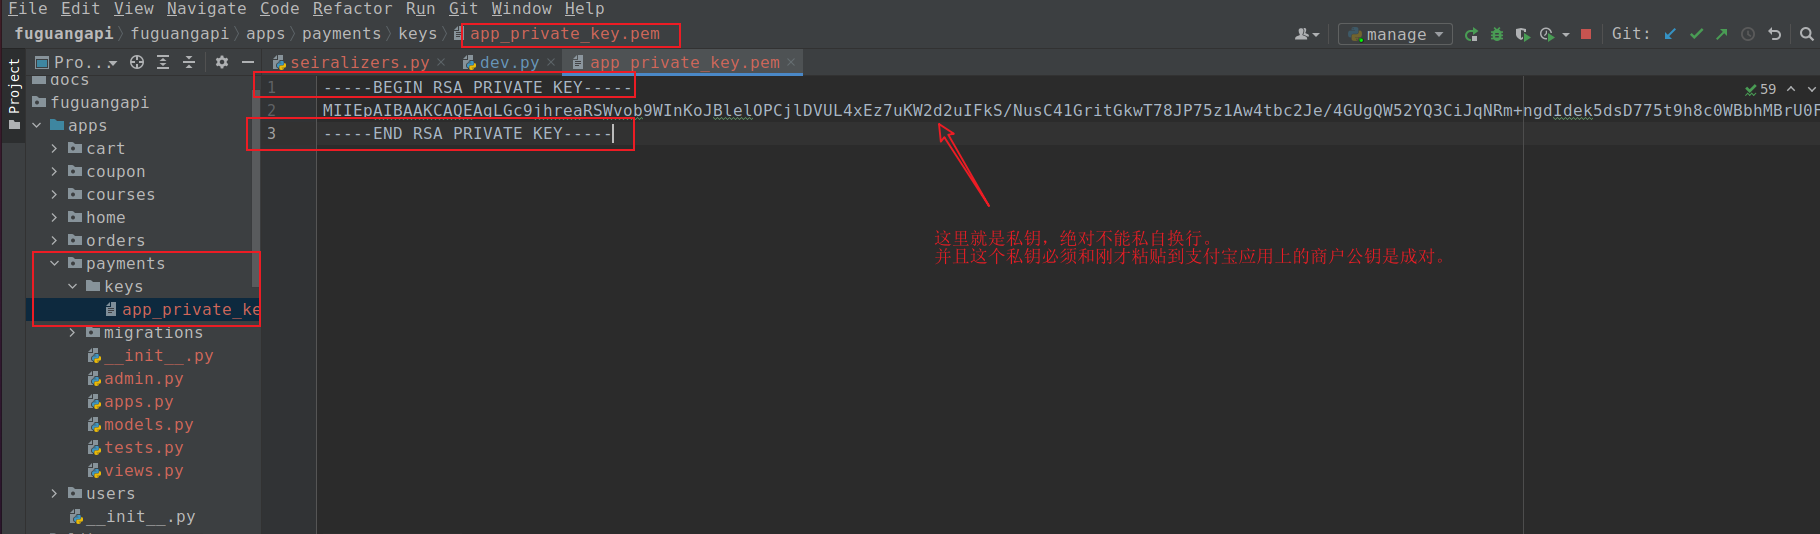 File Edit View Navigate Code Refactor Run Git Window Help
fuguangapi fuguangapi apps payments keys app_private_key.pem manage Git:
Project
Pro... seiralizers.py dev.py app_private_key.pem
docs
fuguangapi
apps
cart
coupon
courses
home
orders
payments
keys
app_private_ke
migrations
__init__.py
admin.py
apps.py
models.py
tests.py
views.py
users
__init__.py
1 -----BEGIN RSA PRIVATE KEY-----
59
2
3 -----END RSA PRIVATE KEY-----
这里就是私钥，绝对不能私自换行。
并且这个私钥必须和刚才粘贴到支付宝应用上的商户公钥是成对。